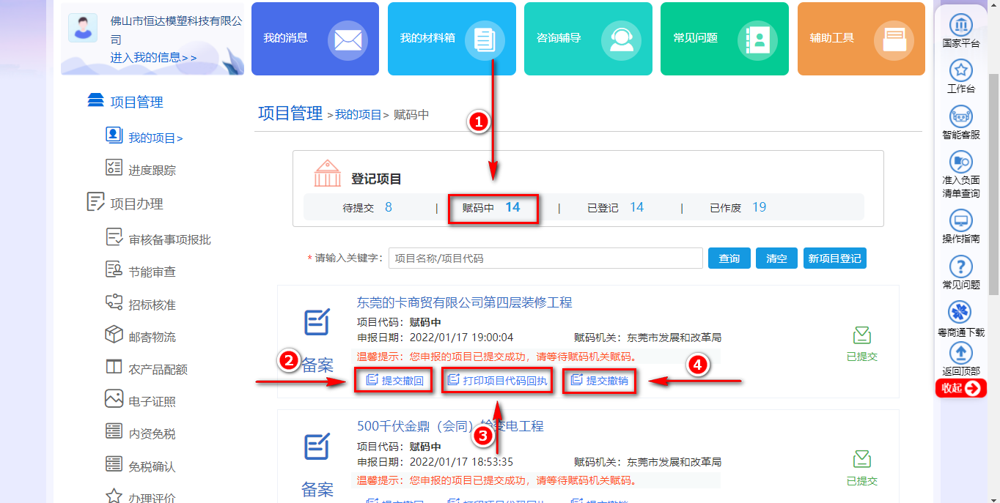 佛山市恒达模塑科技有限公
司
进入我的信息>>
我的消息
我的材料箱
咨询辅导
常见问题
辅助工具
项目管理
我的项目>
进度跟踪
项目办理
审核备事项报批
节能审查
招标核准
邮寄物流
农产品配额
电子证照
内资免税
免税确认
办理评价
项目管理 >我的项目> 赋码中
1
登记项目
待提交 8 | 赋码中 14 | 已登记 14 | 已作废 19
* 请输入关键字： 项目名称/项目代码 查询 清空 新项目登记
东莞的卡商贸有限公司第四层装修工程
项目代码： 赋码中
申报日期： 2022/01/17 19:00:04 赋码机关： 东莞市发展和改革局
温馨提示： 您申报的项目已提交成功，请等待赋码机关赋码。
备案
已提交
2
4
提交撤回 打印项目代码回执 提交撤销
3
500千伏金鼎（会同）输变电工程
项目代码： 赋码中
申报日期： 2022/01/17 18:53:35 赋码机关： 东莞市发展和改革局
温馨提示： 您申报的项目已提交成功，请等待赋码机关赋码。
备案
已提交
提交撤回 打印项目代码回执 提交撤销
国家平台
工作台
智能客服
准入负面
清单查询
操作指南
?
常见问题
粤商通下载
返回顶部
收起